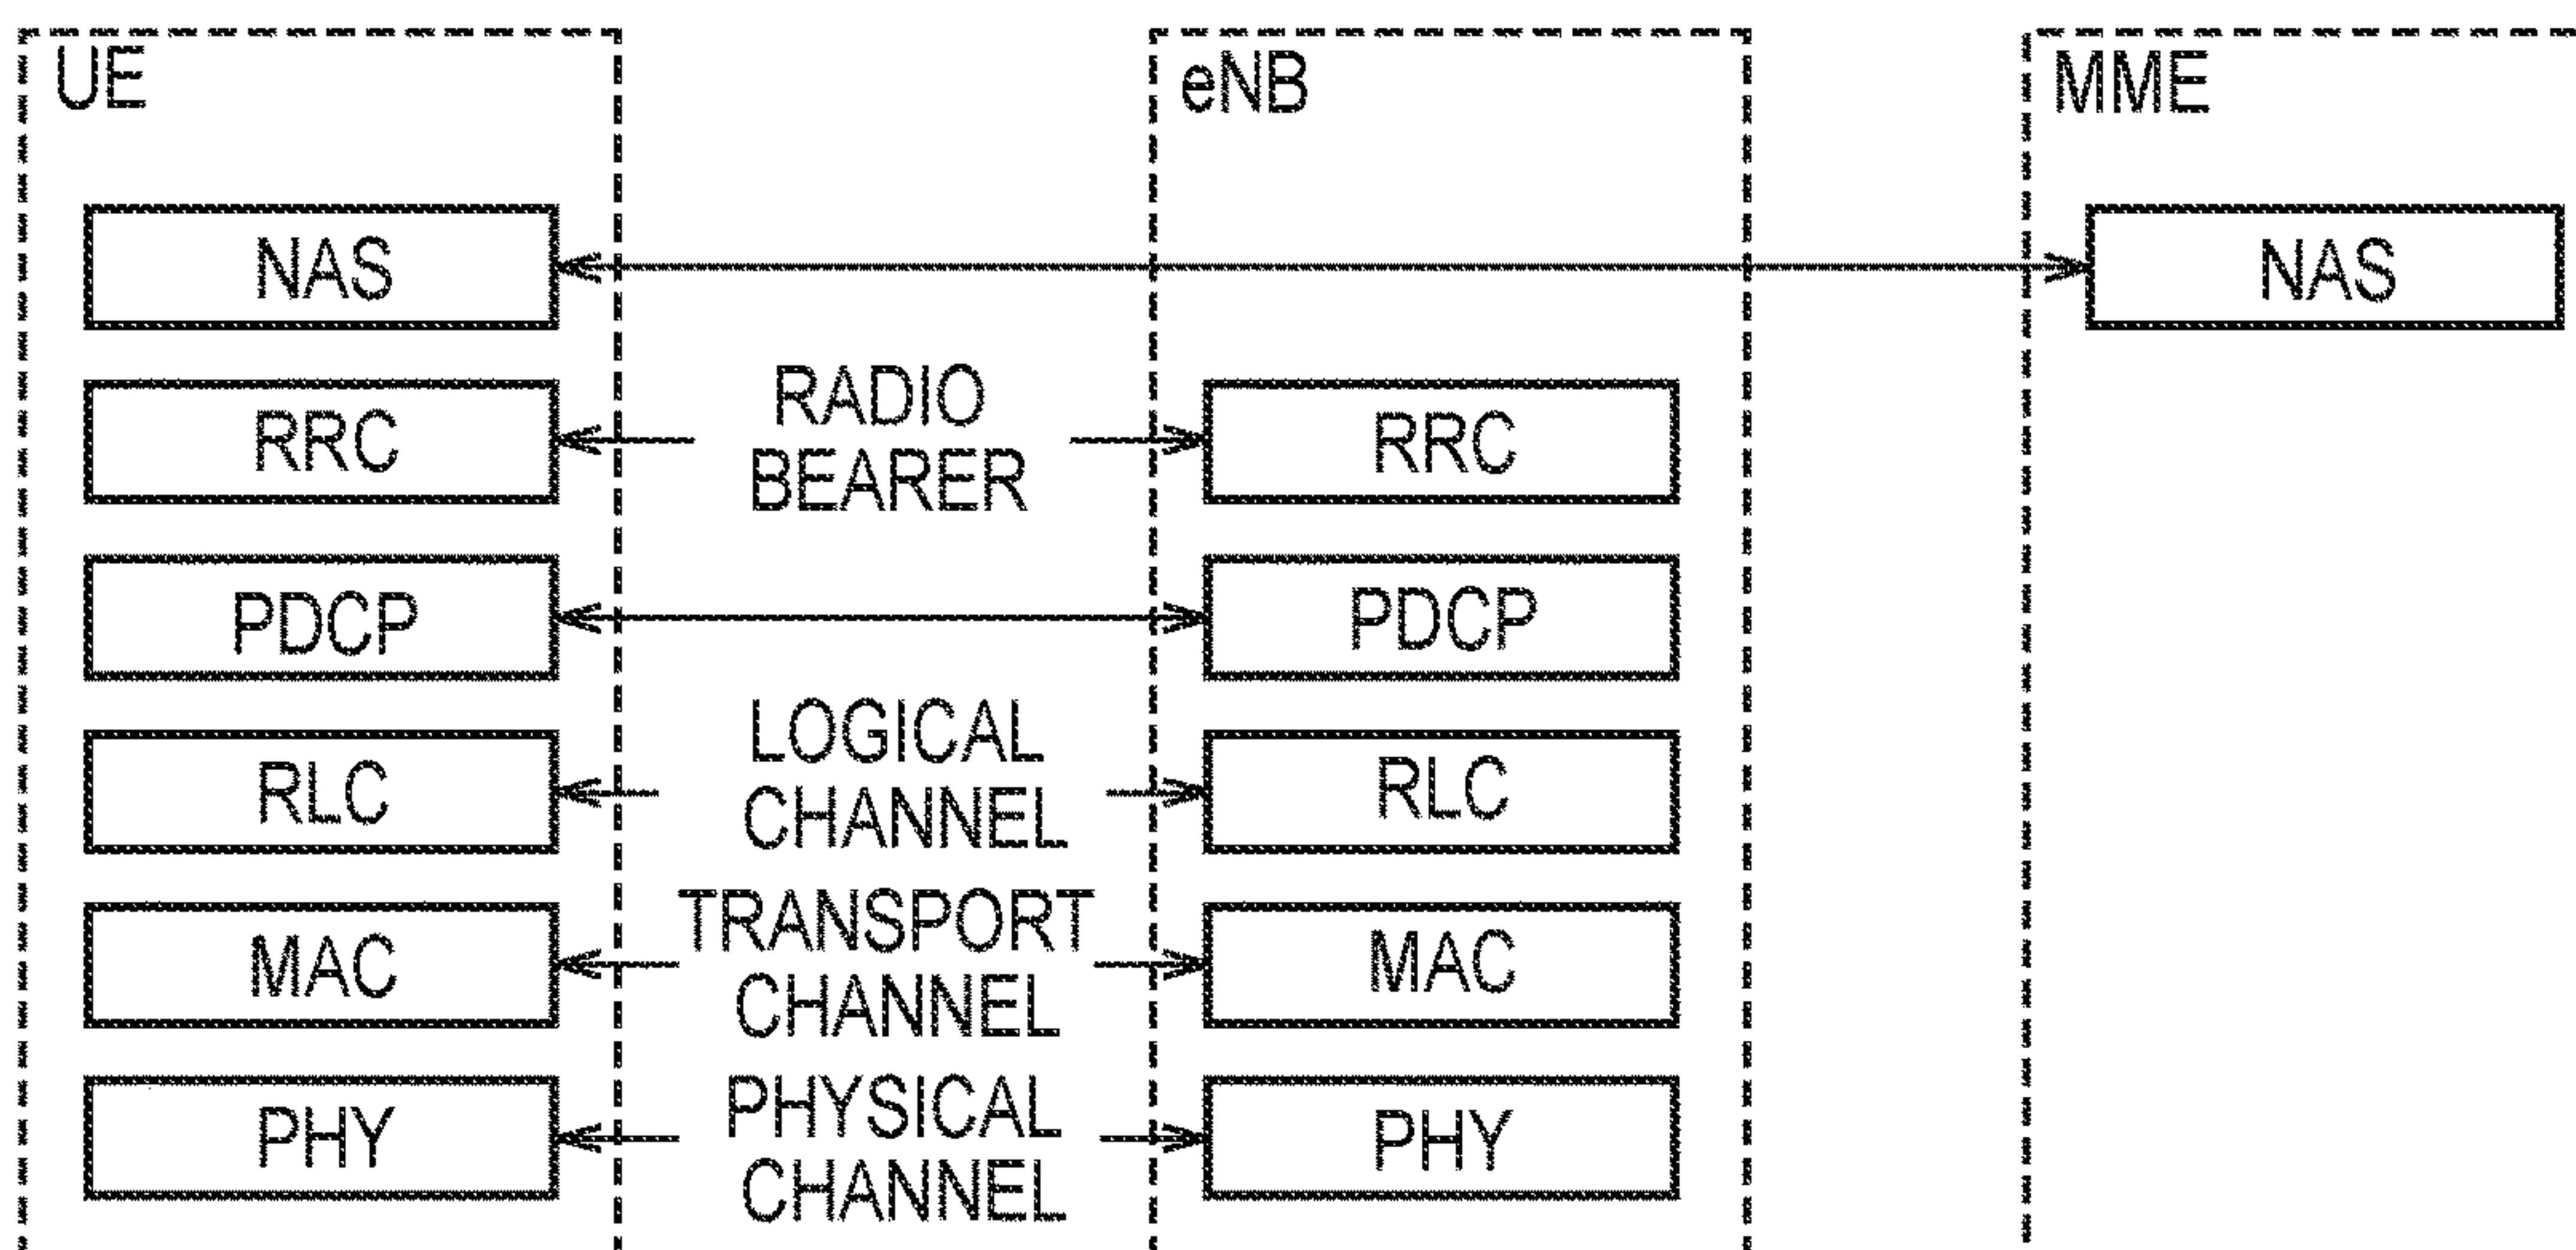 UE
eNB
MME
NAS
NAS
RRC
RADIO
BEARER
RRC
PDCP
PDCP
RLC
LOGICAL
CHANNEL
RLC
MAC
TRANSPORT
CHANNEL
MAC
PHY
PHYSICAL
CHANNEL
PHY